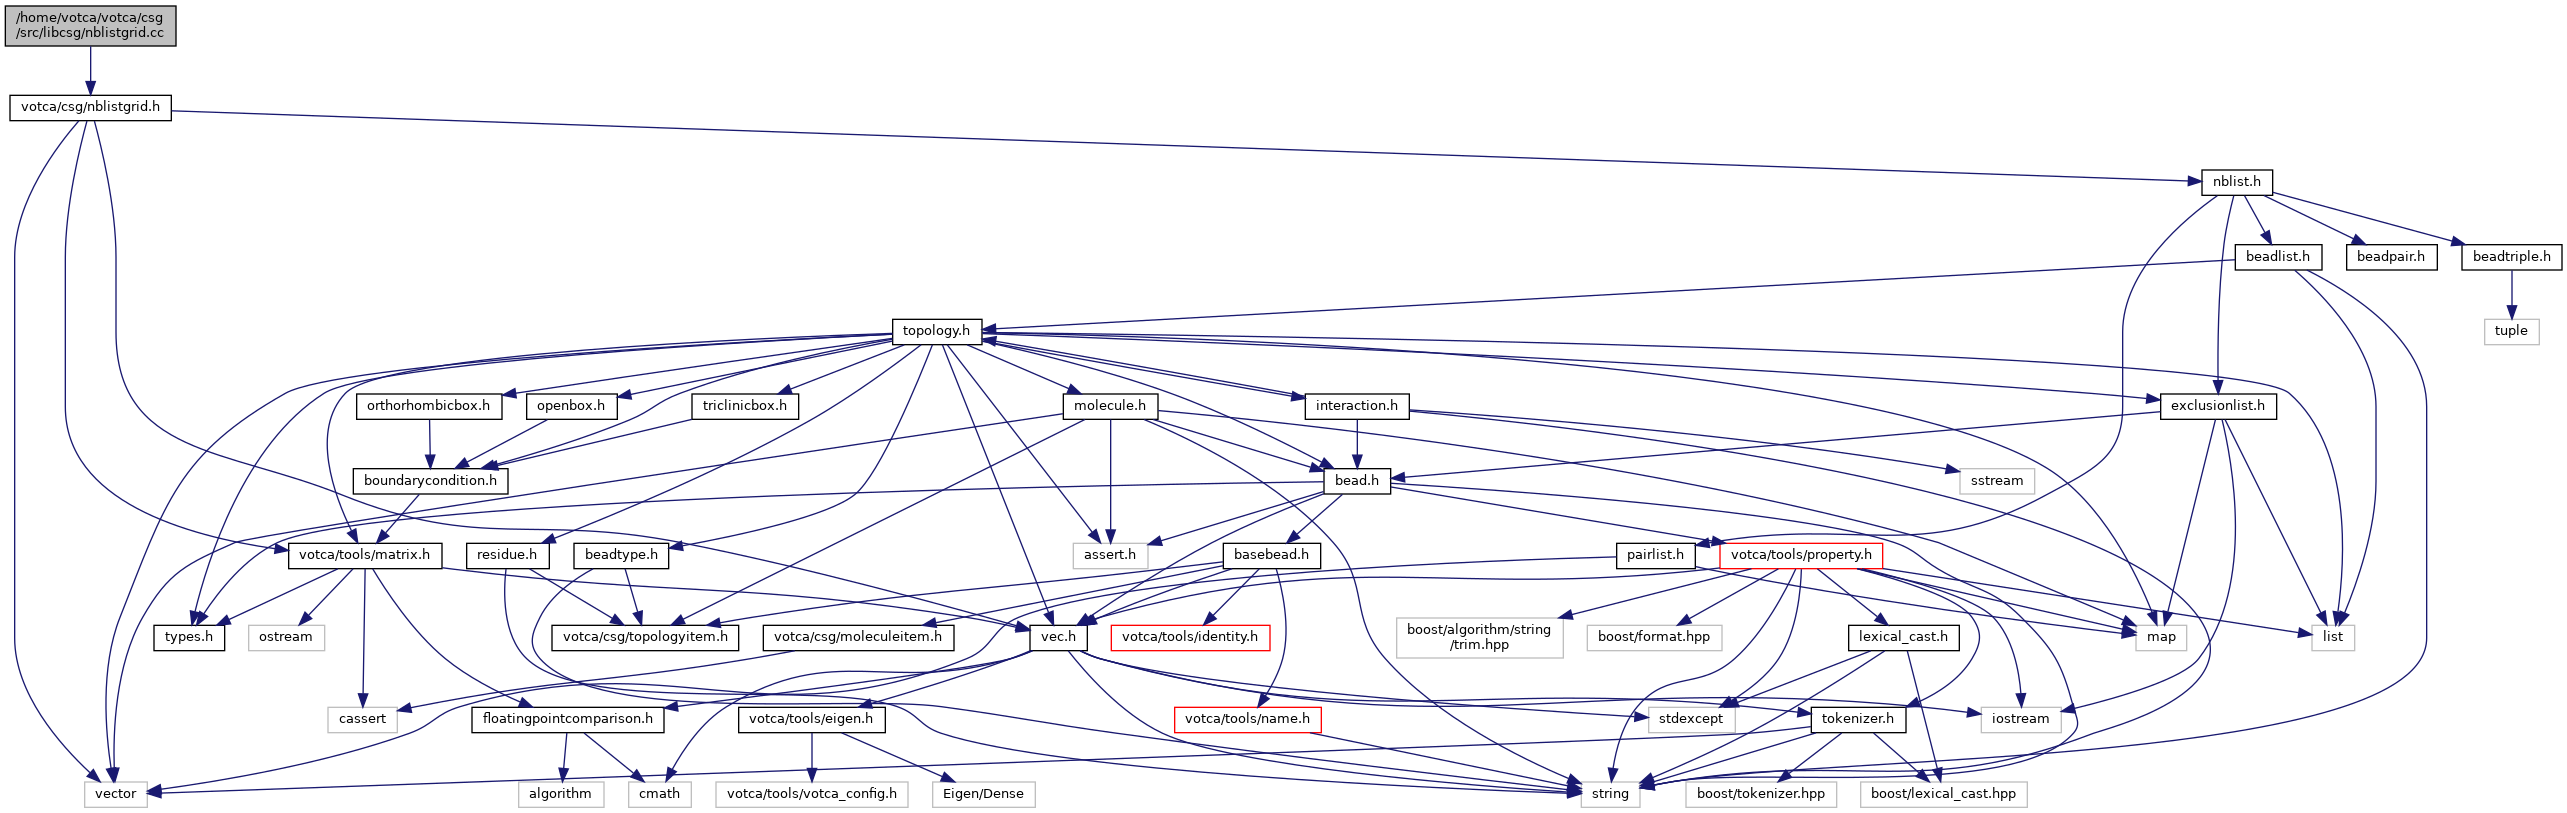 /home/votca/votca/csg
/src/libcsg/nblistgrid.cc
votca/csg/nblistgrid.h
nblist.h
beadlist.h
beadpair.h
beadtriple.h
topology.h
tuple
orthorhombicbox.h
openbox.h
triclinicbox.h
molecule.h
interaction.h
exclusionlist.h
boundarycondition.h
bead.h
sstream
votca/tools/matrix.h
residue.h
beadtype.h
assert.h
basebead.h
pairlist.h
votca/tools/property.h
types.h
ostream
votca/csg/topologyitem.h
votca/csg/moleculeitem.h
vec.h
votca/tools/identity.h
boost/algorithm/string
/trim.hpp
boost/format.hpp
lexical_cast.h
map
list
cassert
floatingpointcomparison.h
votca/tools/eigen.h
votca/tools/name.h
stdexcept
tokenizer.h
iostream
vector
algorithm
cmath
votca/tools/votca_config.h
Eigen/Dense
string
boost/tokenizer.hpp
boost/lexical_cast.hpp